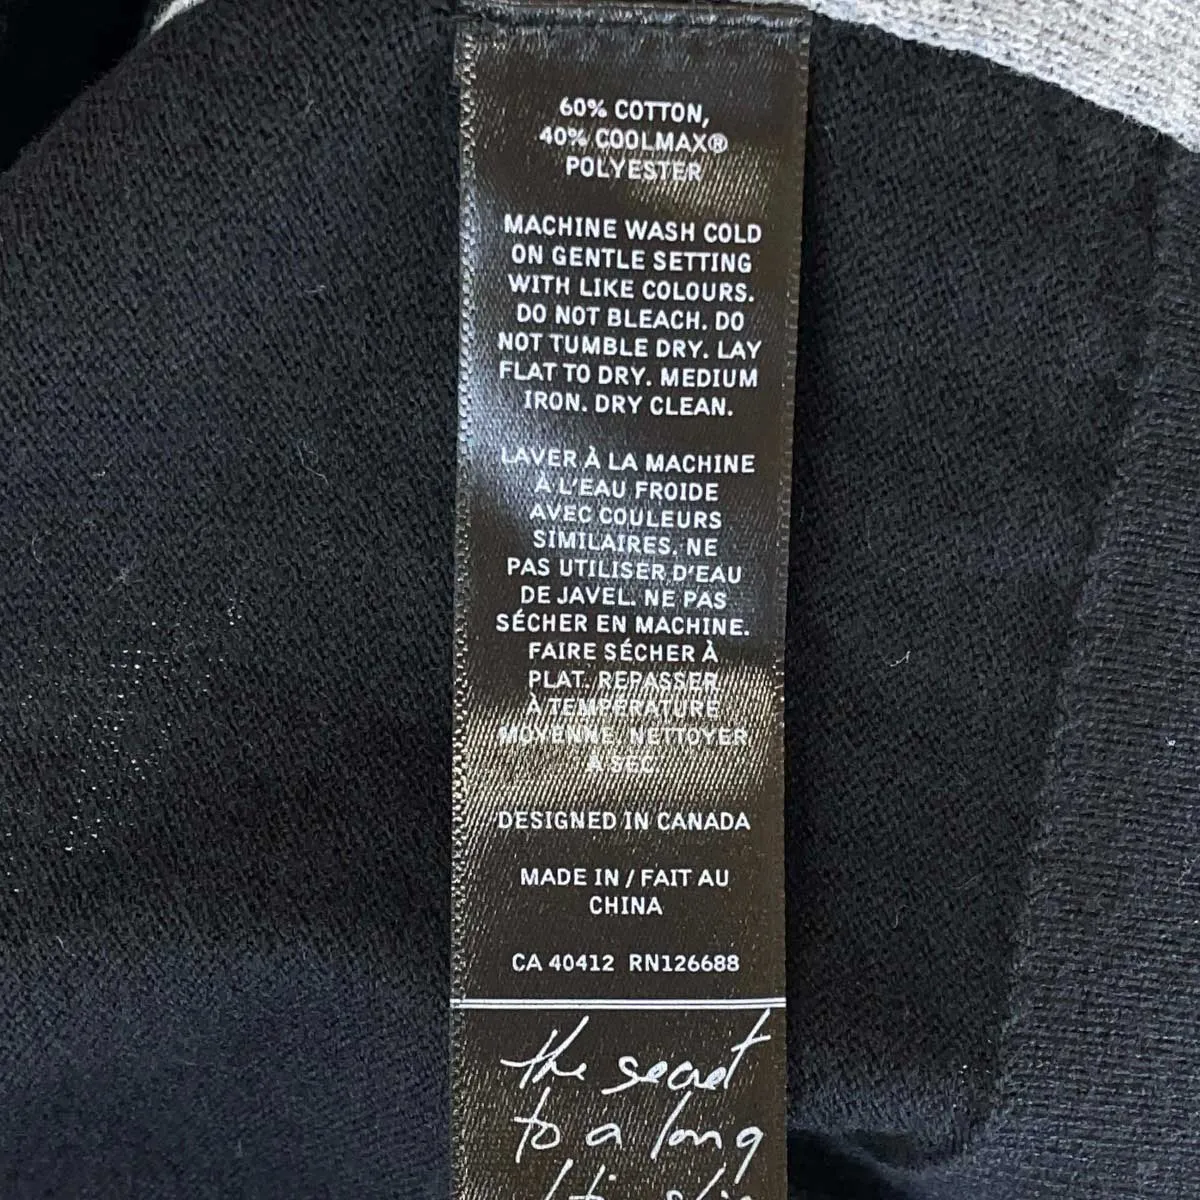 60% COTTON,
40% COOLMAX®
POLYESTER
MACHINE WASH COLD
ON GENTLE SETTING
WITH LIKE COLOURS.
DO NOT BLEACH. DO
NOT TUMBLE DRY. LAY
FLAT TO DRY. MEDIUM
IRON. DRY CLEAN.
LAVER À LA MACHINE
À L'EAU FROIDE
AVEC COULEURS
SIMILAIRES. NE
PAS UTILISER D'EAU
DE JAVEL. NE PAS
SÉCHER EN MACHINE.
FAIRE SÉCHER À
PLAT. REPASSER
À TEMPÉRATURE
MOYENNE. NETTOYER
À SEC
DESIGNED IN CANADA
MADE IN / FAIT AU
CHINA
CA 40412 RN126688
the secret
to a long